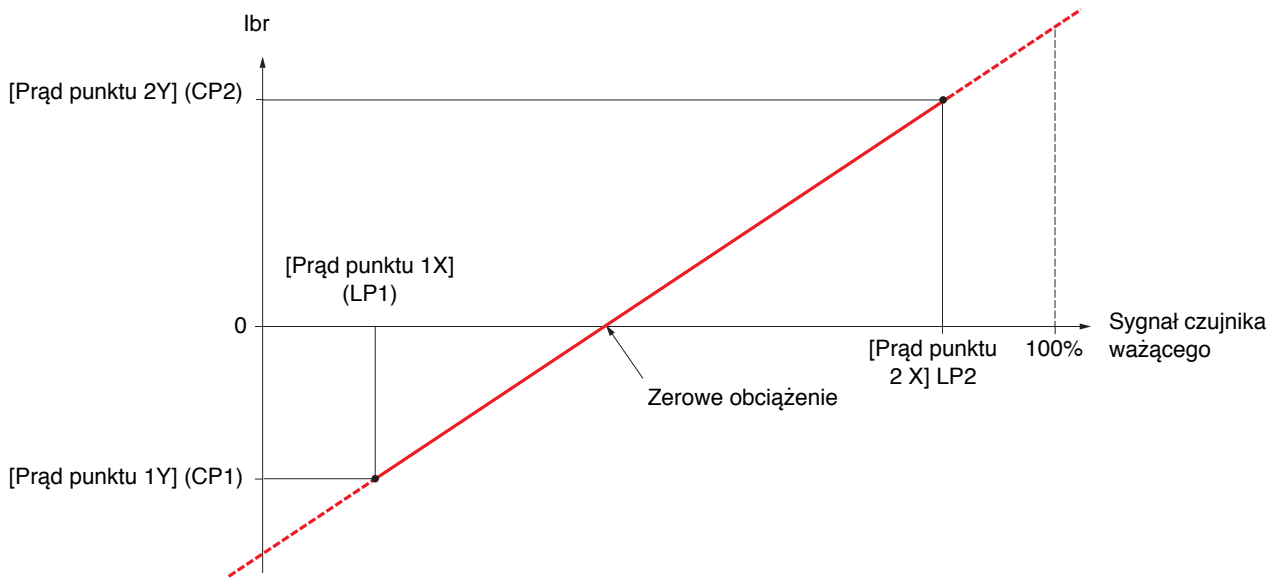 Ibr
[Prąd punktu 2Y] (CP2)
[Prąd punktu 1X]
(LP1)
0
Sygnał czujnika
ważącego
[Prąd punktu
2 X] LP2
100%
Zerowe obciążenie
[Prąd punktu 1Y] (CP1)